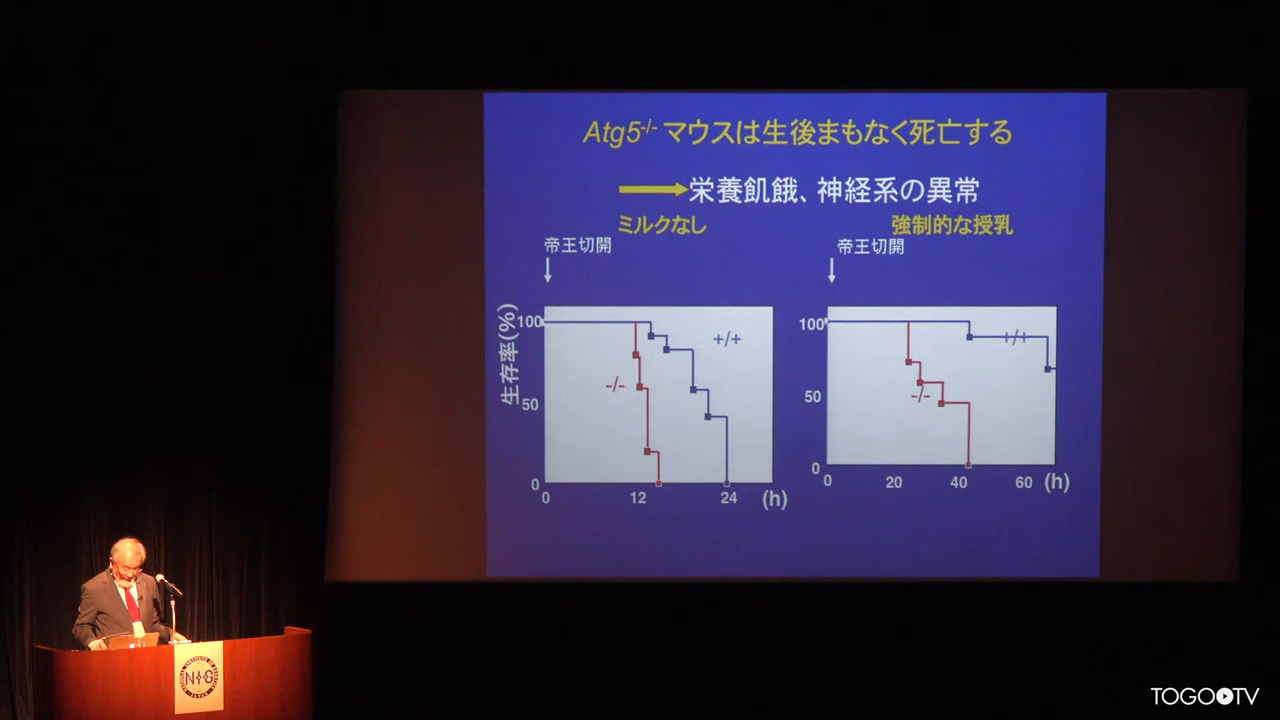 Atg5-/- マウスは生後まもなく死亡する
栄養飢餓、神経系の異常
ミルクなし
強制的な授乳
帝王切開
帝王切開
生存率(%)
100
50
0
0 12 24 (h)
+/+
-/-
100
50
0
0 20 40 60 (h)
+/+
-/-
NIG
TOGOTV